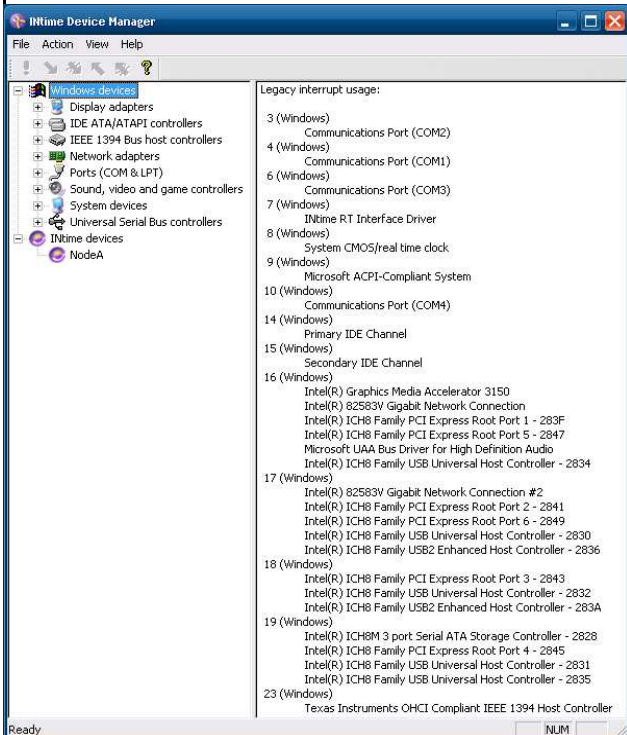 INtime Device Manager
File Action View Help
Windows devices
Display adapters
IDE ATA/ATAPI controllers
IEEE 1394 Bus host controllers
Network adapters
Ports (COM & LPT)
Sound, video and game controllers
System devices
Universal Serial Bus controllers
INtime devices
NodeA
Legacy interrupt usage:
3 (Windows)
Communications Port (COM2)
4 (Windows)
Communications Port (COM1)
6 (Windows)
Communications Port (COM3)
7 (Windows)
INtime RT Interface Driver
8 (Windows)
System CMOS/real time clock
9 (Windows)
Microsoft ACPI-Compliant System
10 (Windows)
Communications Port (COM4)
14 (Windows)
Primary IDE Channel
15 (Windows)
Secondary IDE Channel
16 (Windows)
Intel(R) Graphics Media Accelerator 3150
Intel(R) 82583V Gigabit Network Connection
Intel(R) ICH8 Family PCI Express Root Port 1 - 283F
Intel(R) ICH8 Family PCI Express Root Port 5 - 2847
Microsoft UAA Bus Driver for High Definition Audio
Intel(R) ICH8 Family USB Universal Host Controller - 2834
17 (Windows)
Intel(R) 82583V Gigabit Network Connection #2
Intel(R) ICH8 Family PCI Express Root Port 2 - 2841
Intel(R) ICH8 Family PCI Express Root Port 6 - 2849
Intel(R) ICH8 Family USB Universal Host Controller - 2830
Intel(R) ICH8 Family USB2 Enhanced Host Controller - 2836
18 (Windows)
Intel(R) ICH8 Family PCI Express Root Port 3 - 2843
Intel(R) ICH8 Family USB Universal Host Controller - 2832
Intel(R) ICH8 Family USB2 Enhanced Host Controller - 283A
19 (Windows)
Intel(R) ICH8M 3 port Serial ATA Storage Controller - 2828
Intel(R) ICH8 Family PCI Express Root Port 4 - 2845
Intel(R) ICH8 Family USB Universal Host Controller - 2831
Intel(R) ICH8 Family USB Universal Host Controller - 2835
23 (Windows)
Texas Instruments OHCI Compliant IEEE 1394 Host Controller
Ready
NUM